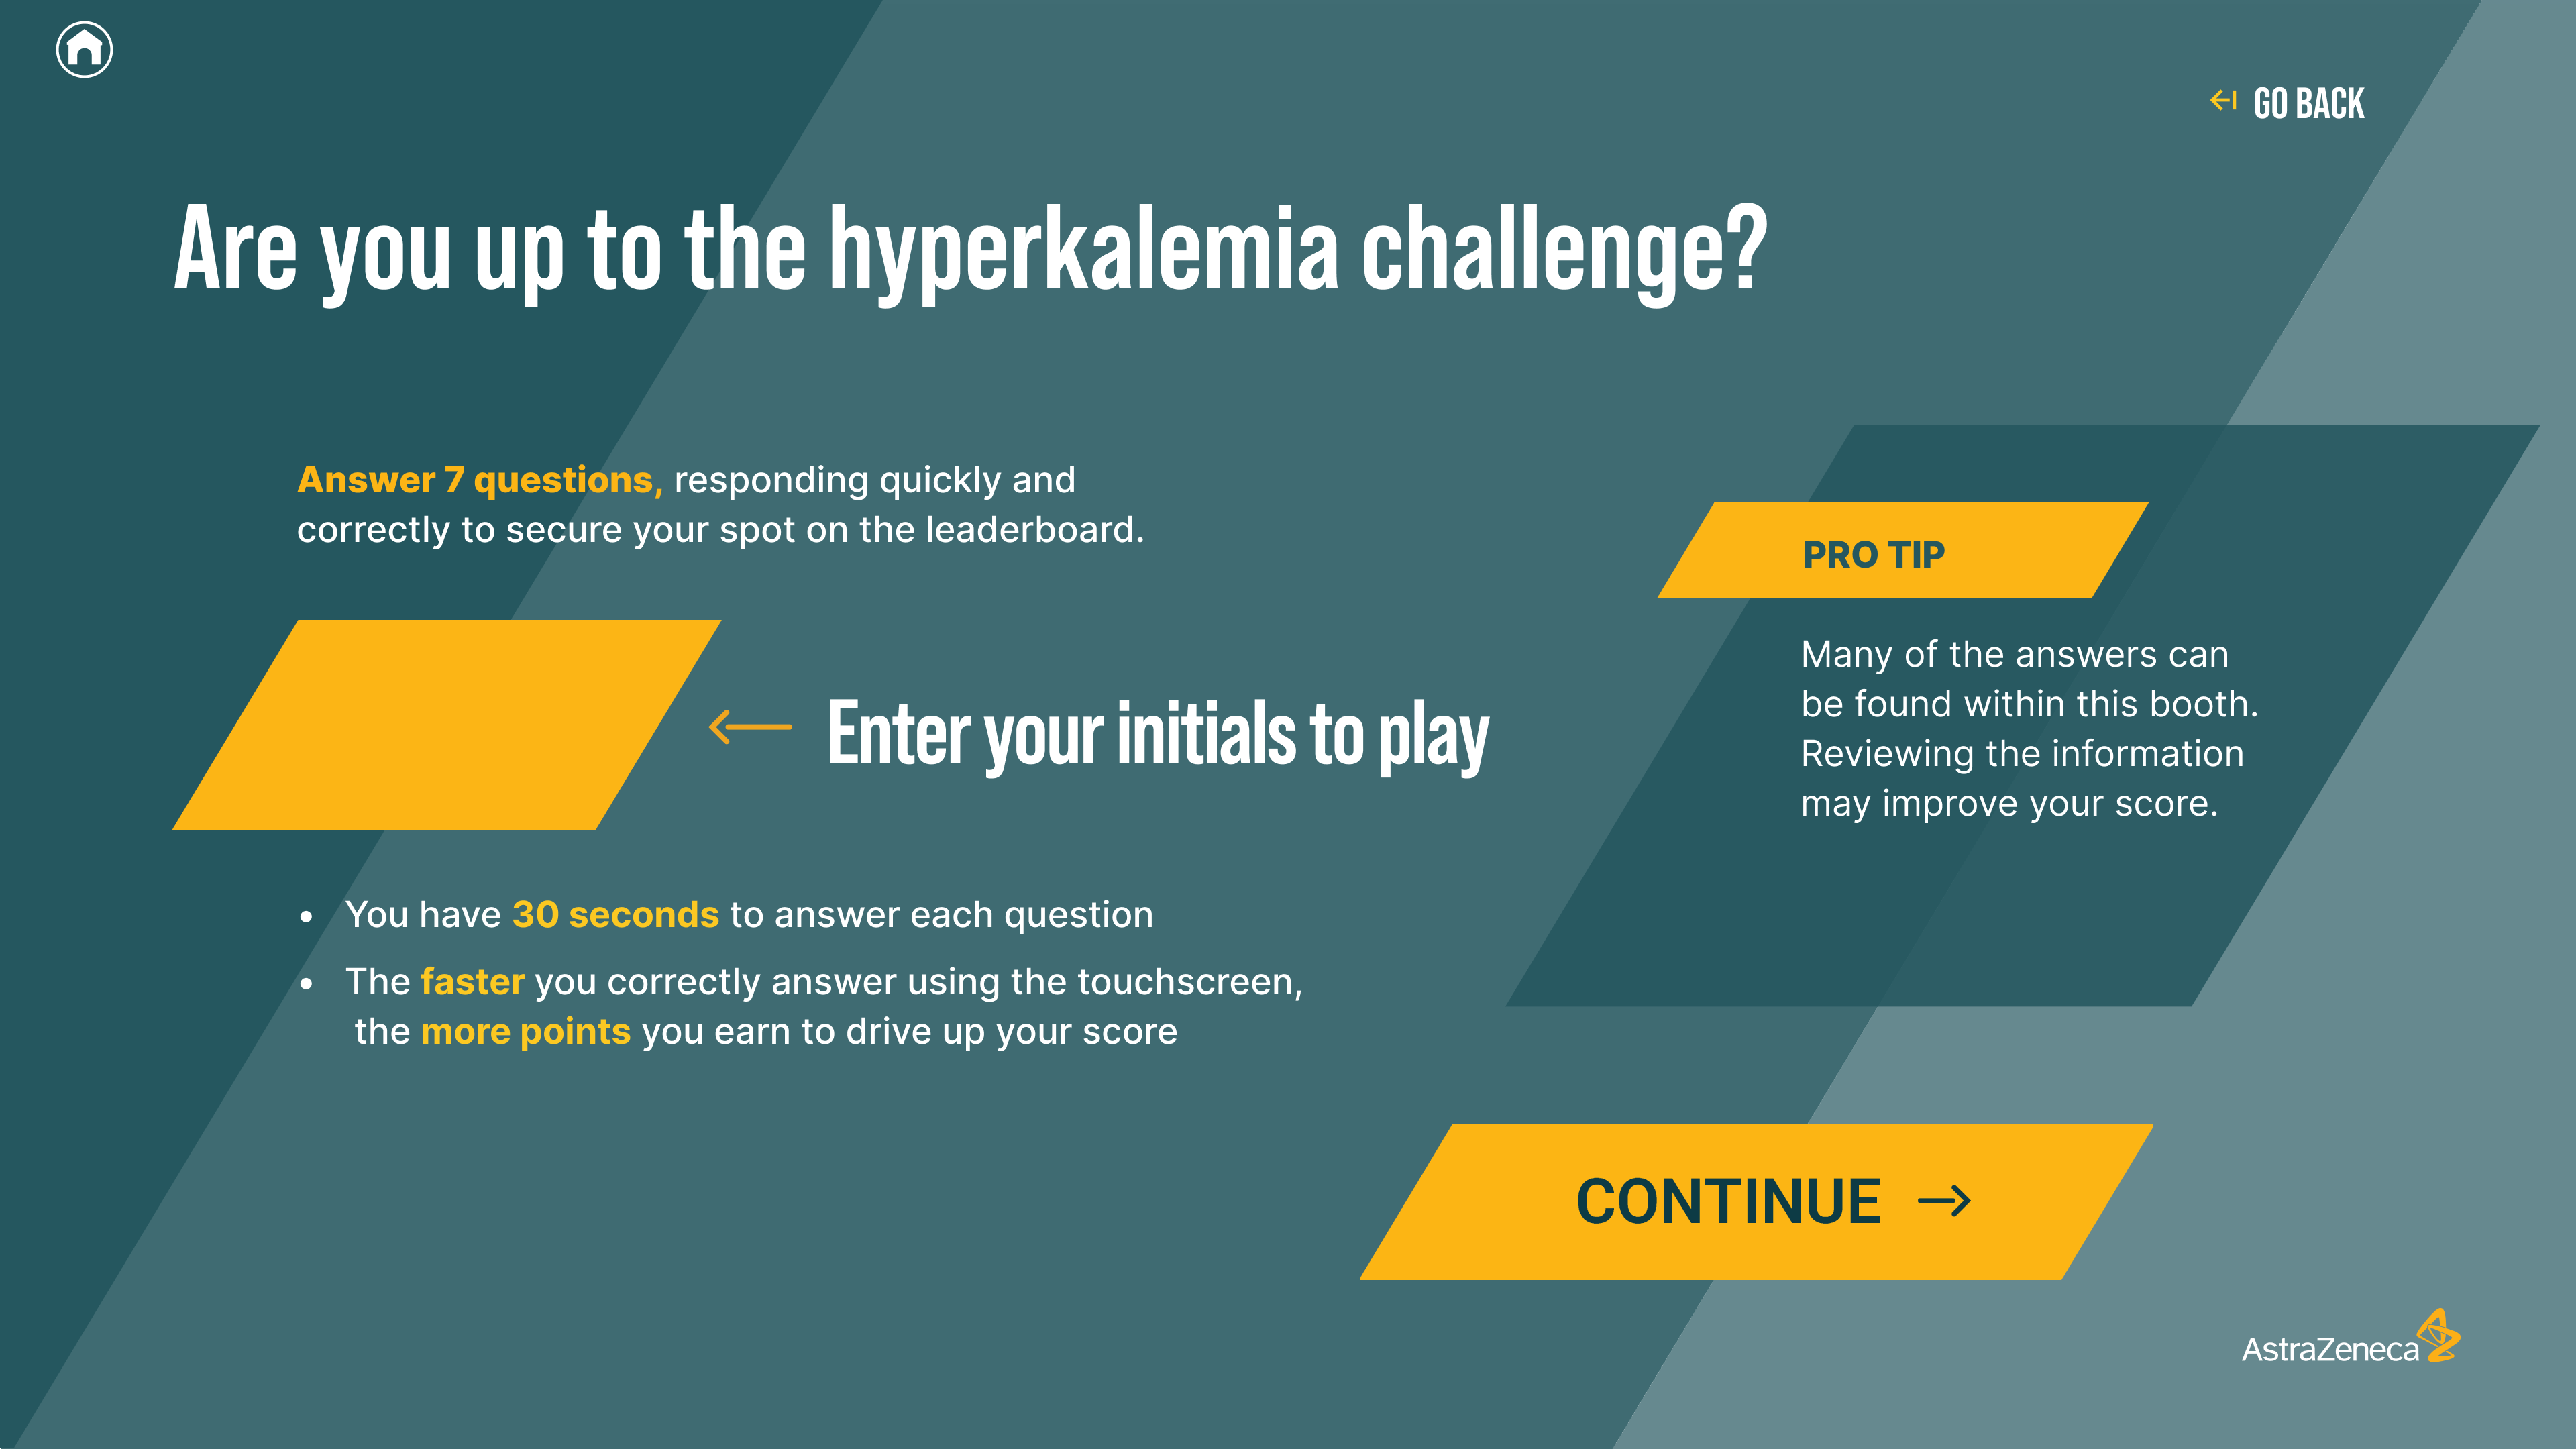 GO BACK
Are you up to the hyperkalemia challenge?
Answer 7 questions, responding quickly and
correctly to secure your spot on the leaderboard.
Enter your initials to play
• You have 30 seconds to answer each question
• The faster you correctly answer using the touchscreen,
the more points you earn to drive up your score
PRO TIP
Many of the answers can
be found within this booth.
Reviewing the information
may improve your score.
CONTINUE
AstraZeneca